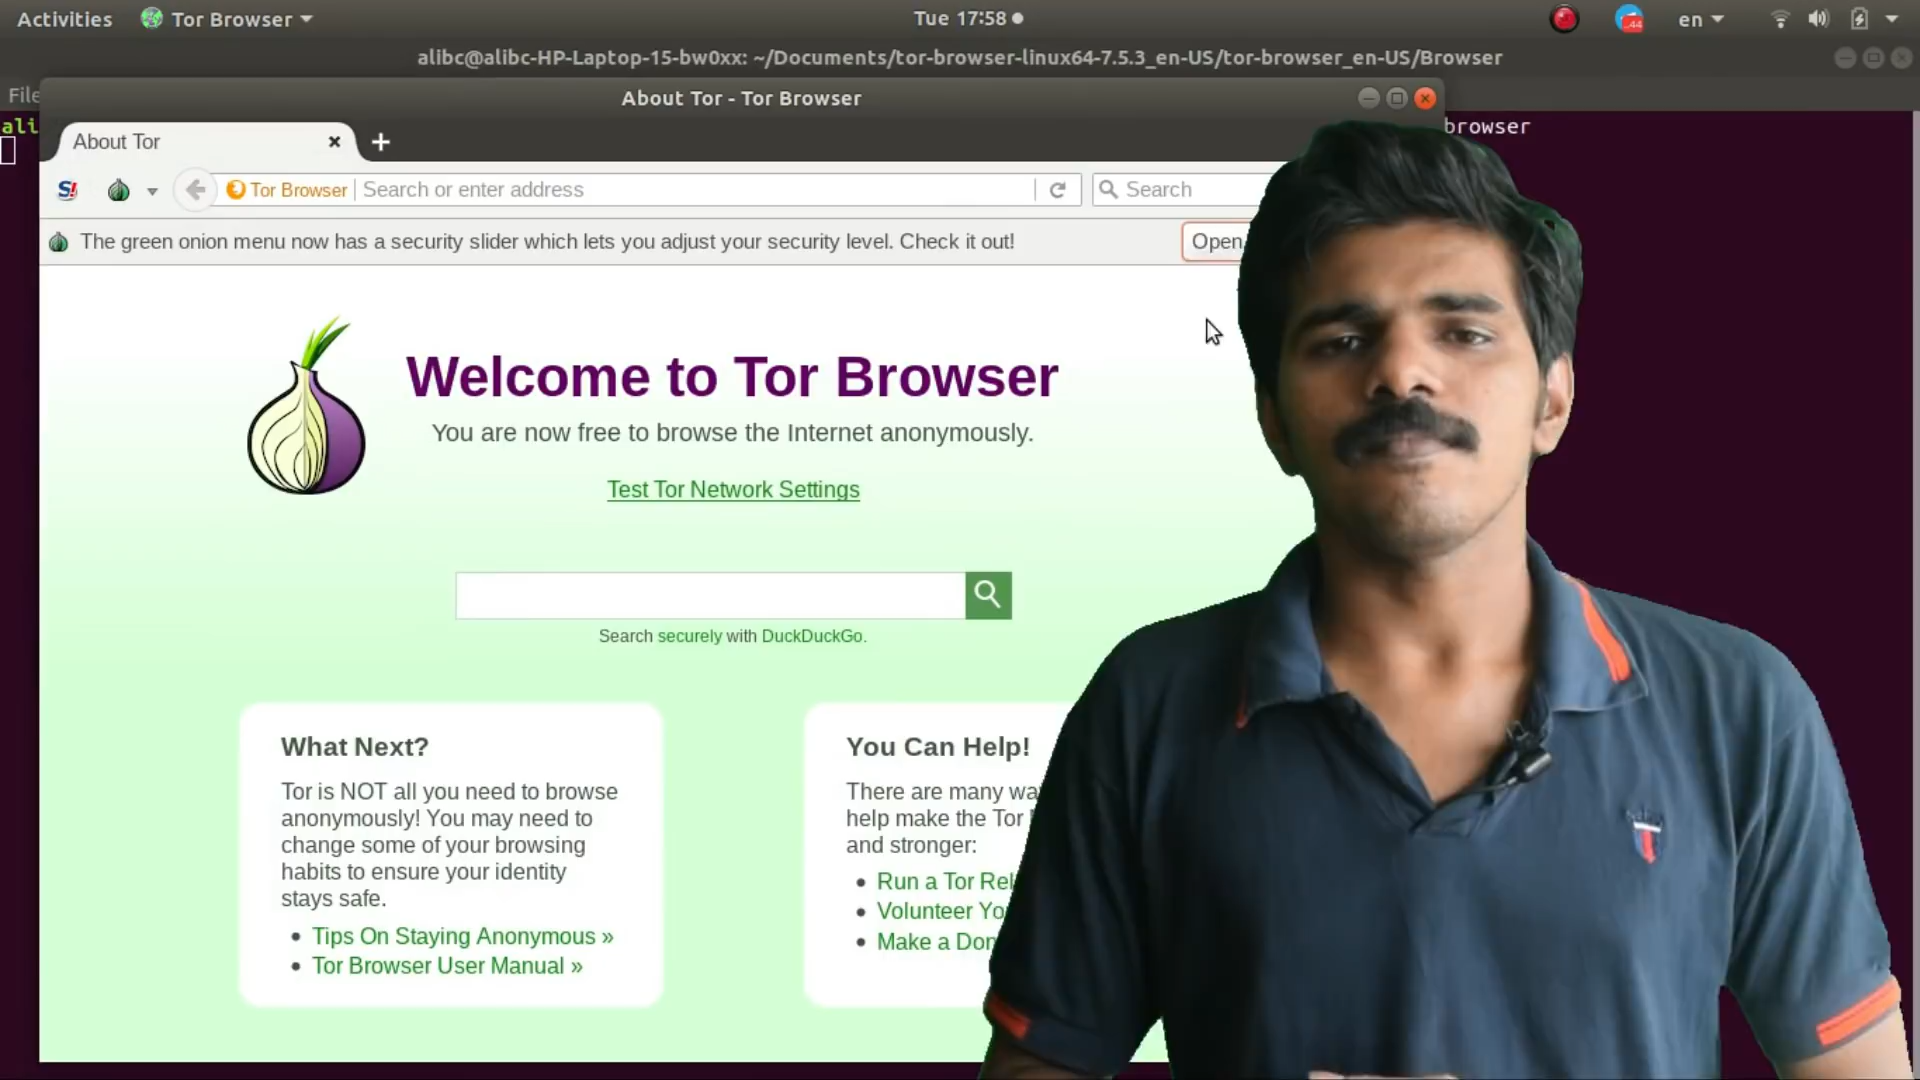 Activities Tor Browser Tue 17:58 44 en
alibc@alibc-HP-Laptop-15-bw0xx: ~/Documents/tor-browser-linux64-7.5.3_en-US/tor-browser_en-US/Browser
File
About Tor - Tor Browser
ali browser
About Tor
S! Tor Browser Search or enter address Search
The green onion menu now has a security slider which lets you adjust your security level. Check it out! Open
Welcome to Tor Browser
You are now free to browse the Internet anonymously.
Test Tor Network Settings
Search securely with DuckDuckGo.
What Next?
Tor is NOT all you need to browse
anonymously! You may need to
change some of your browsing
habits to ensure your identity
stays safe.
Tips On Staying Anonymous »
Tor Browser User Manual »
You Can Help!
There are many
help make the Tor
and stronger:
Run a Tor
Volunteer
Make a